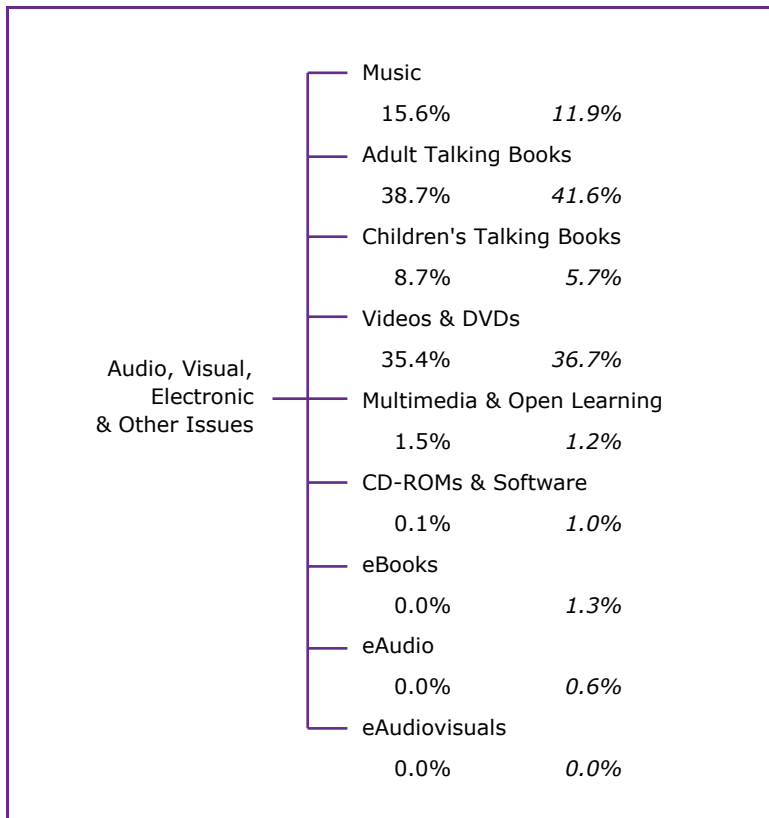 Music
15.6% 11.9%
Adult Talking Books
38.7% 41.6%
Children's Talking Books
8.7% 5.7%
Videos & DVDs
35.4% 36.7%
Audio, Visual,
Electronic
& Other Issues
Multimedia & Open Learning
1.5% 1.2%
CD-ROMs & Software
0.1% 1.0%
eBooks
0.0% 1.3%
eAudio
0.0% 0.6%
eAudiovisuals
0.0% 0.0%